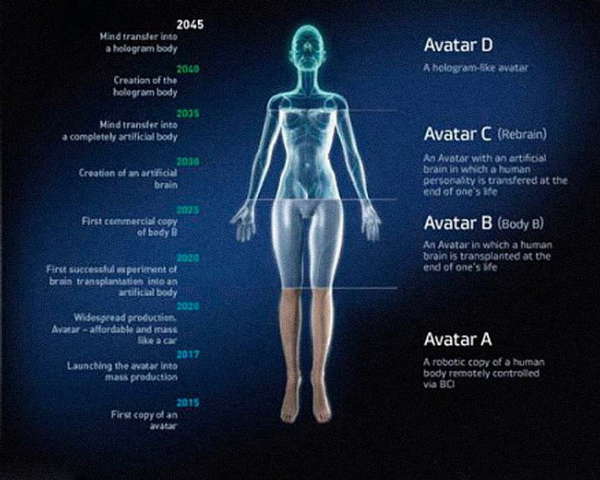 2045
Mind transfer into
a hologram body
2040
Creation of the
hologram body
2035
Mind transfer into
a completely artificial body
2030
Creation of an artificial
brain
2025
First commercial copy
of body B
2020
First successful experiment of
brain transplantation into an
artificial body
2020
Widespread production.
Avatar – affordable and mass
like a car
2017
Launching the avatar into
mass production
2015
First copy of an
avatar
Avatar D
A hologram-like avatar
Avatar C (Rebrain)
An Avatar with an artificial
brain in which a human
personality is transfered at the
end of one's life
Avatar B (Body B)
An Avatar in which a human
brain is transplanted at the
end of one's life
Avatar A
A robotic copy of a human
body remotely controlled
via BCI